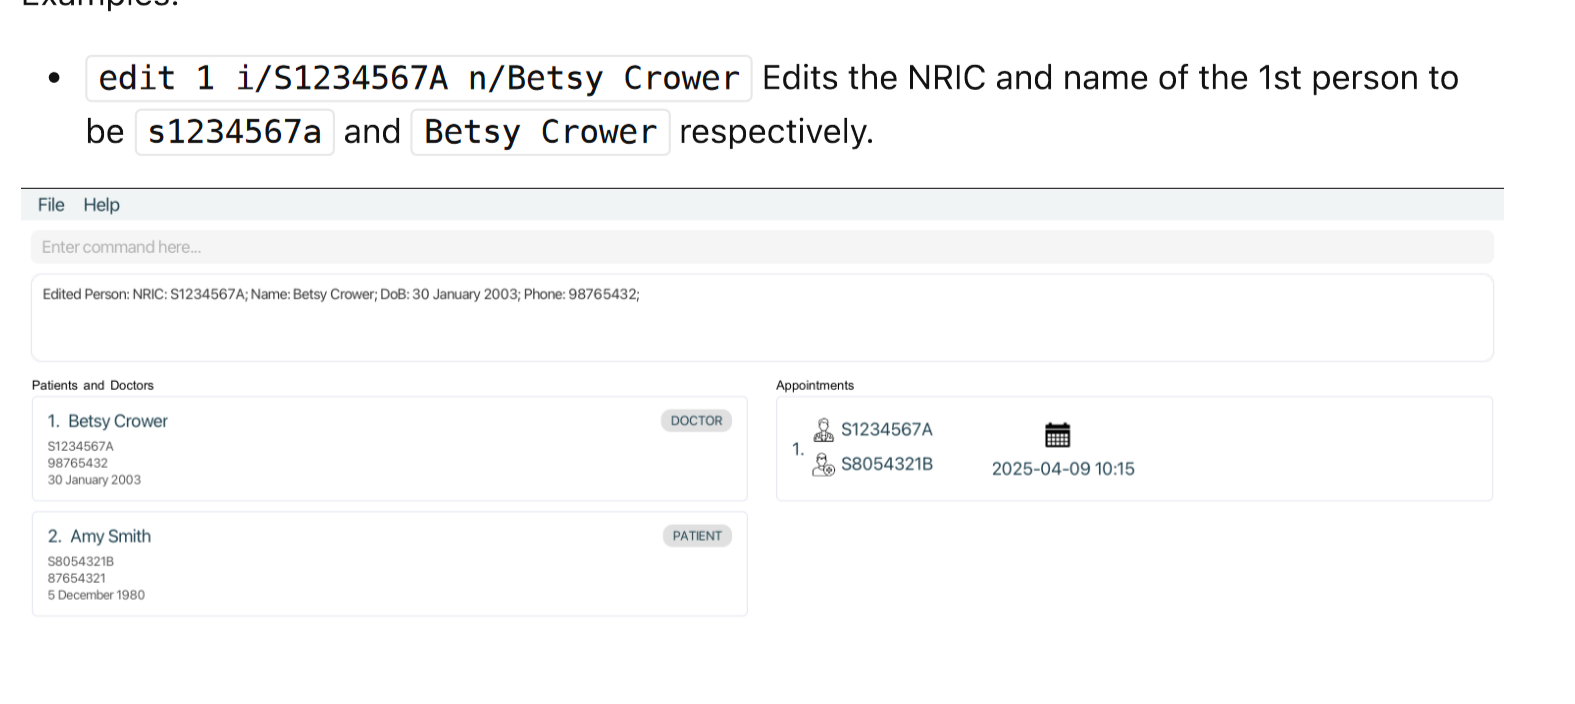 Examples:
edit 1 i/S1234567A n/Betsy Crower Edits the NRIC and name of the 1st person to
be s1234567a and Betsy Crower respectively.
File Help
Enter command here...
Edited Person: NRIC: S1234567A; Name: Betsy Crower; DoB: 30 January 2003; Phone: 98765432;
Patients and Doctors
1. Betsy Crower DOCTOR
S1234567A
98765432
30 January 2003
2. Amy Smith PATIENT
S8054321B
87654321
5 December 1980
Appointments
1.
S1234567A
S8054321B
2025-04-09 10:15